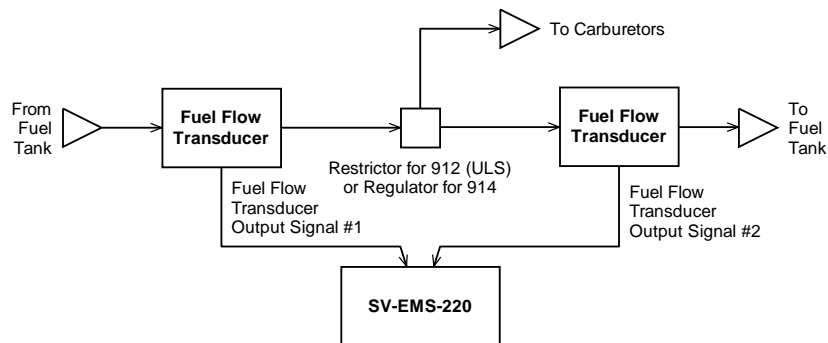 To Carburetors
From
Fuel
Tank
Fuel Flow
Transducer
Fuel Flow
Transducer
To
Fuel
Tank
Restrictor for 912 (ULS)
or Regulator for 914
Fuel Flow
Transducer
Output Signal #1
Fuel Flow
Transducer
Output Signal #2
SV-EMS-220